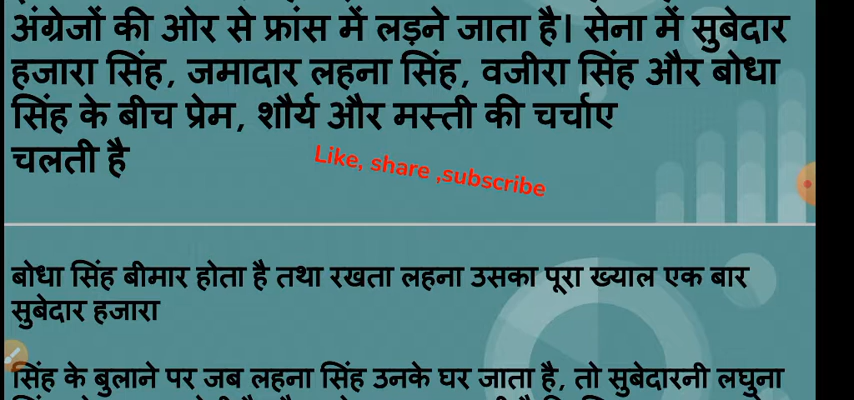 अंग्रेजों की ओर से फ्रांस में लड़ने जाता है। सेना में सुबेदार
हजारा सिंह, जमादार लहना सिंह, वजीरा सिंह और बोधा
सिंह के बीच प्रेम, शौर्य और मस्ती की चर्चाए
चलती है
Like, share ,subscribe
बोधा सिंह बीमार होता है तथा रखता लहना उसका पूरा ख्याल एक बार
सुबेदार हजारा
सिंह के बुलाने पर जब लहना सिंह उनके घर जाता है, तो सुबेदारनी लघुना